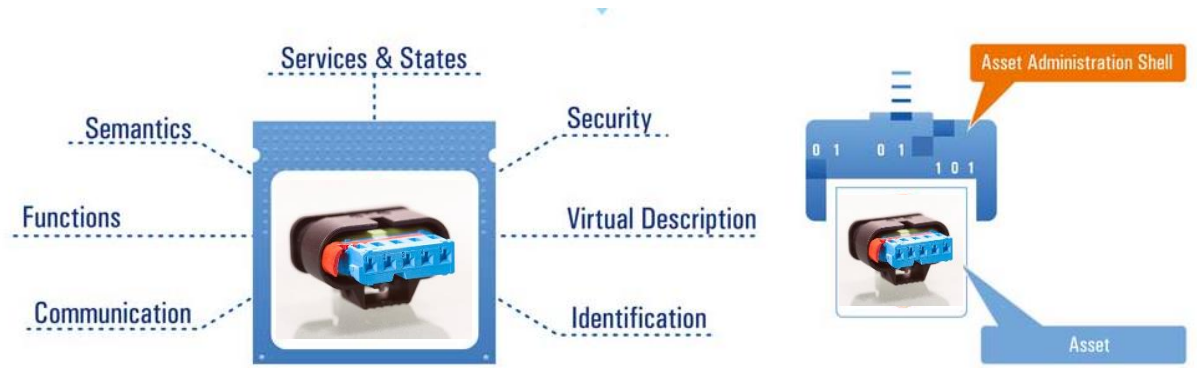 Services & States
Semantics
Security
Functions
Virtual Description
Communication
Identification
Asset Administration Shell
0 1 0 1
1 0 1
Asset